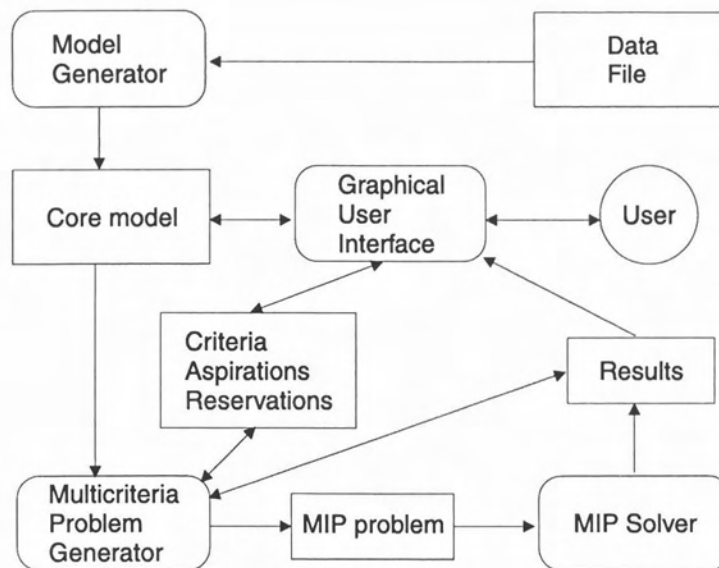 Model
Generator
Data
File
Core model
Graphical
User
Interface
User
Criteria
Aspirations
Reservations
Results
Multicriteria
Problem
Generator
MIP problem
MIP Solver